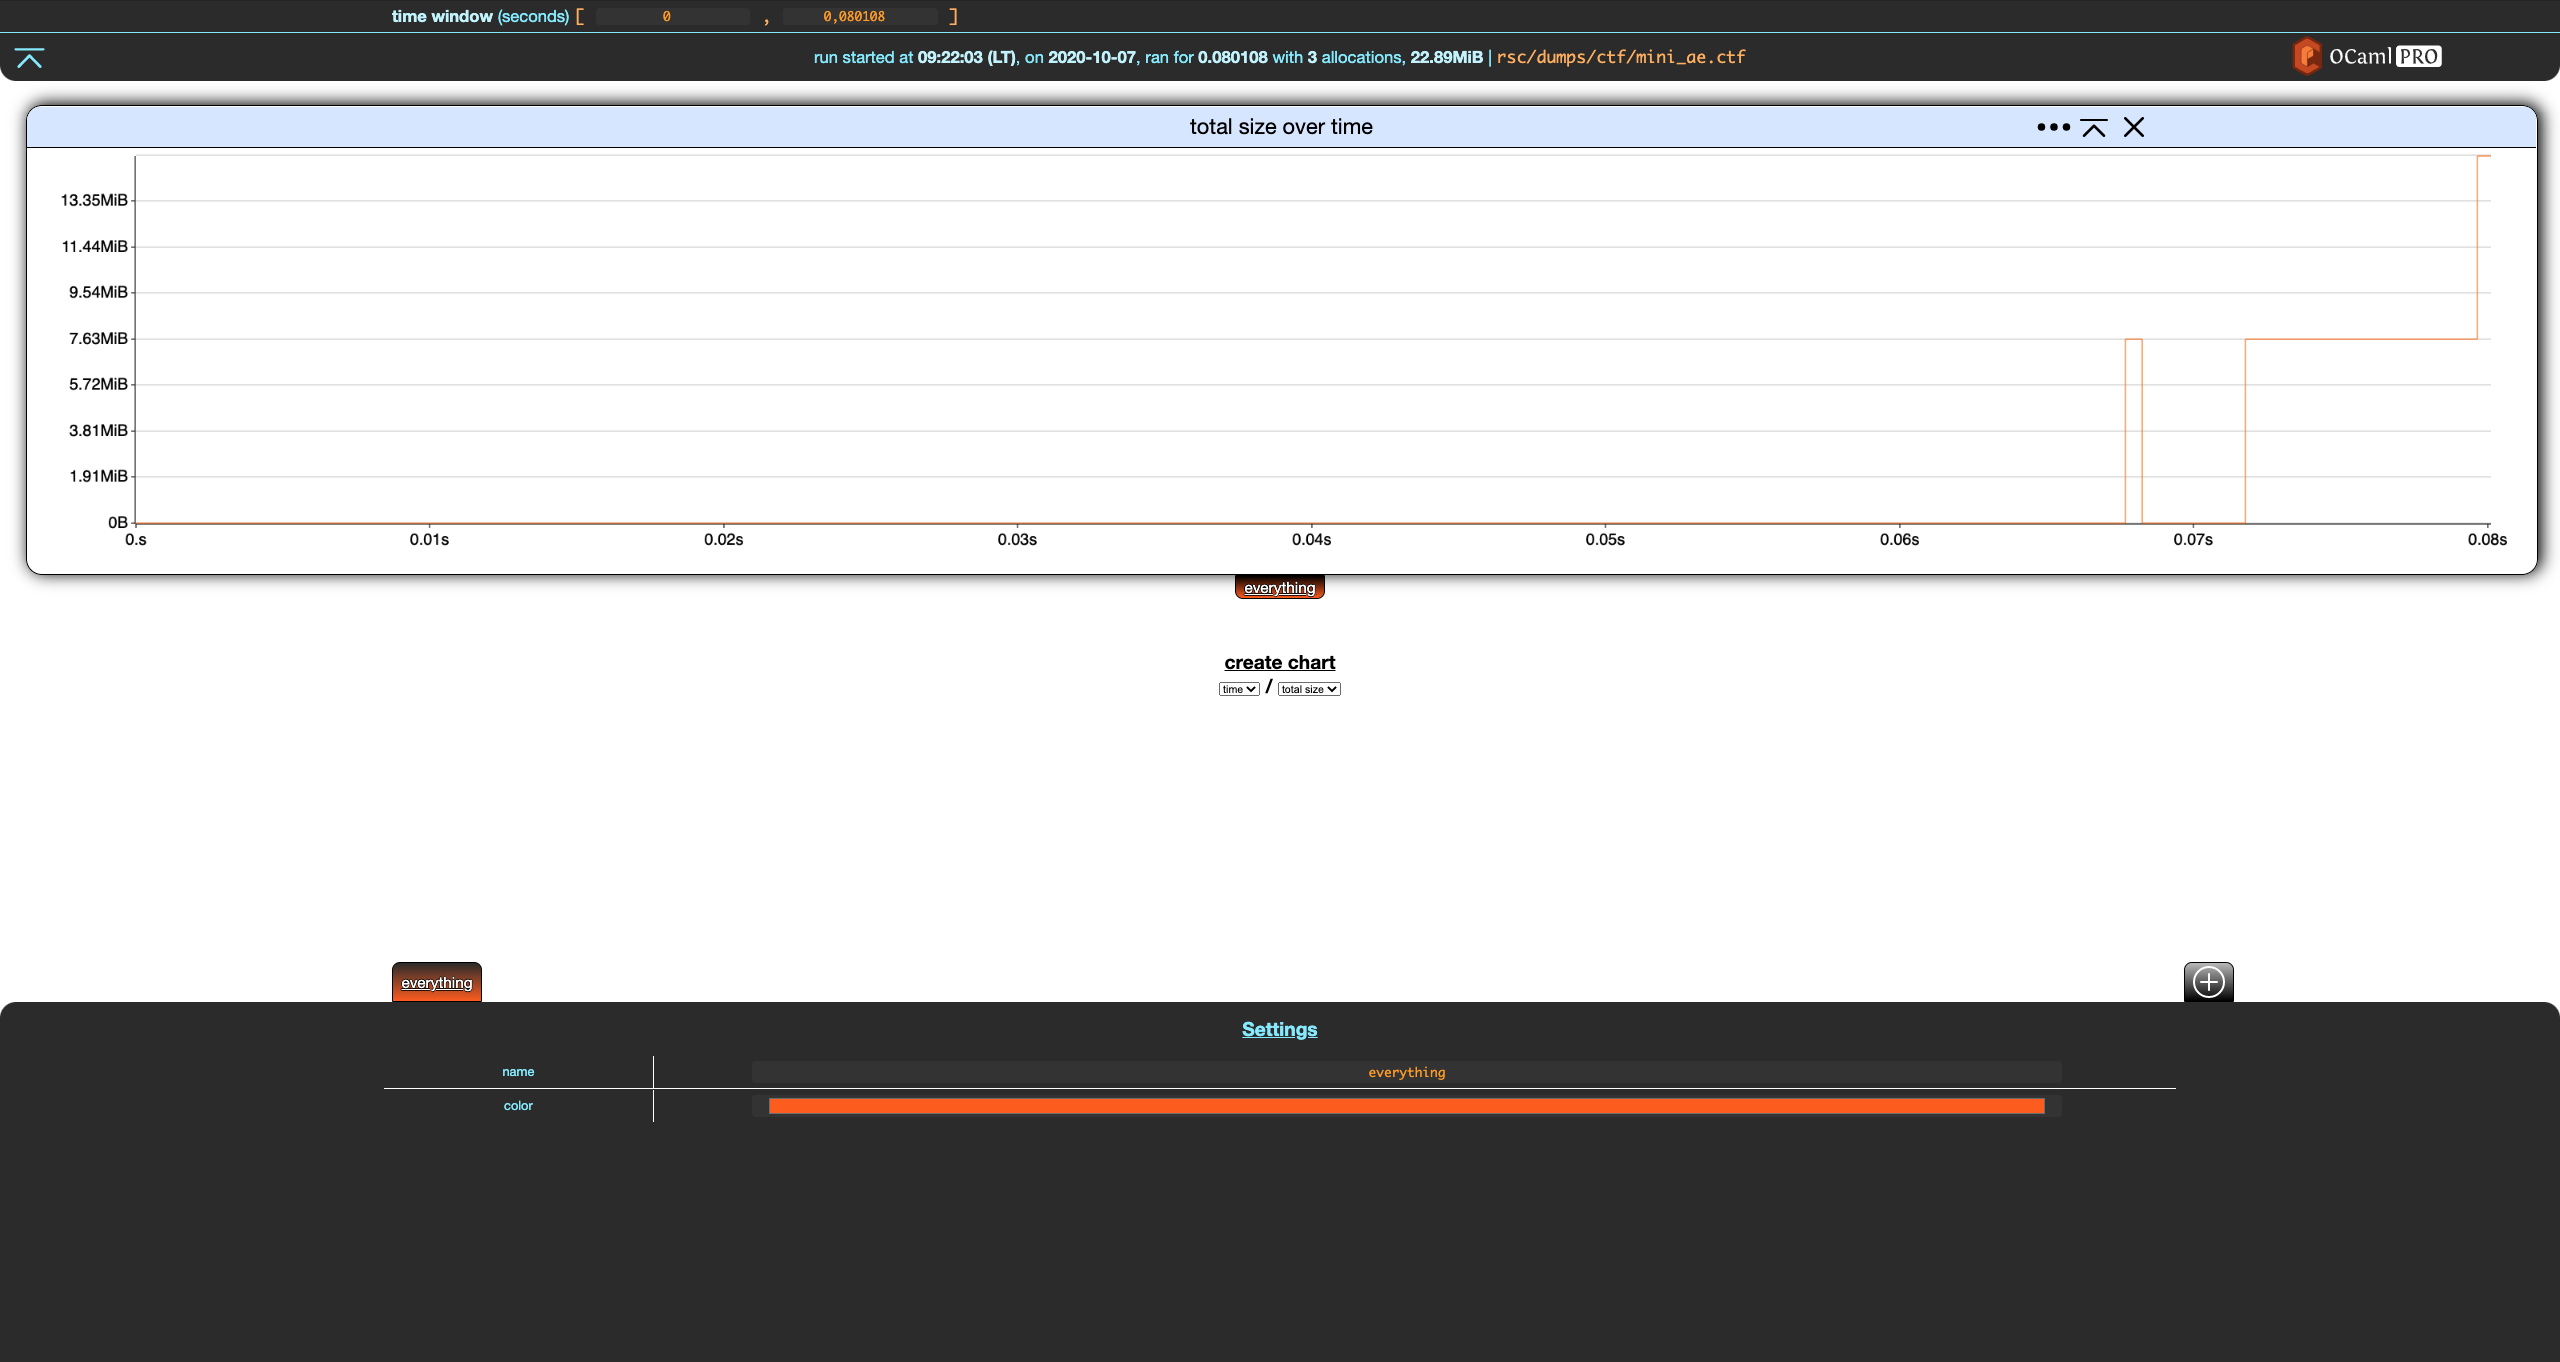 time window (seconds) [ 0 , 0,080108 ]
run started at 09:22:03 (LT), on 2020-10-07, ran for 0.080108 with 3 allocations, 22.89MiB | rsc/dumps/ctf/mini_ae.ctf
OCaml PRO
total size over time
13.35MiB
11.44MiB
9.54MiB
7.63MiB
5.72MiB
3.81MiB
1.91MiB
0B
0.s 0.01s 0.02s 0.03s 0.04s 0.05s 0.06s 0.07s 0.08s
everything
create chart
time / total size
everything
Settings
name everything
color